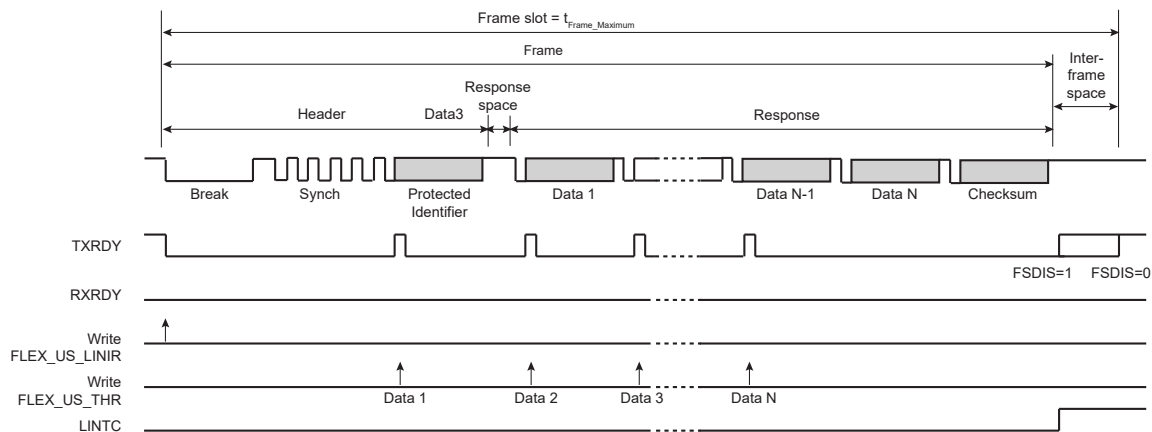 Frame slot = tFrame_Maximum
Frame
Inter-
frame
space
Response
space
Header
Data3
Response
Break
Synch
Protected
Identifier
Data 1
Data N-1
Data N
Checksum
TXRDY
FSDIS=1
FSDIS=0
RXRDY
Write
FLEX_US_LINIR
Write
FLEX_US_THR
Data 1
Data 2
Data 3
Data N
LINTC